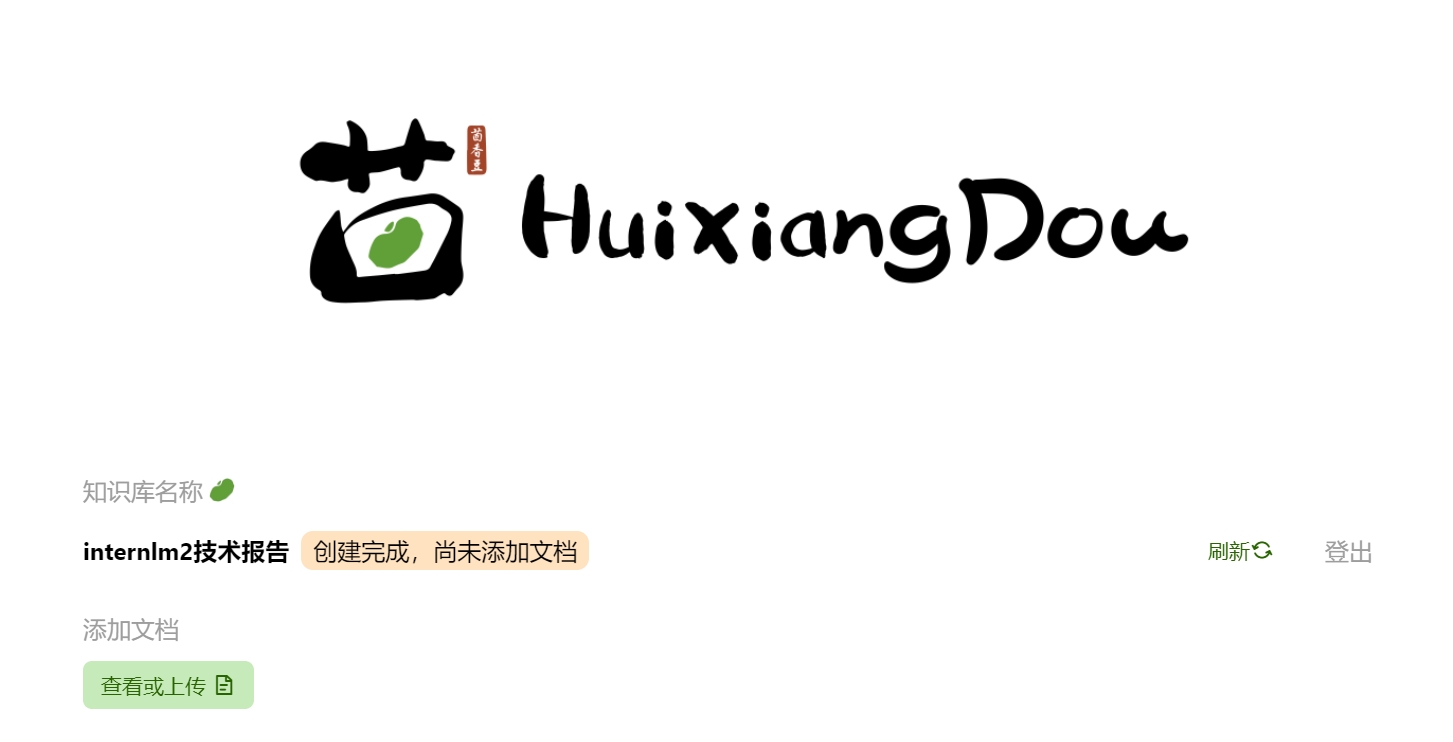 茴
茴香豆
HuixiangDou
知识库名称
internlm2技术报告 创建完成，尚未添加文档 刷新 登出
添加文档
查看或上传